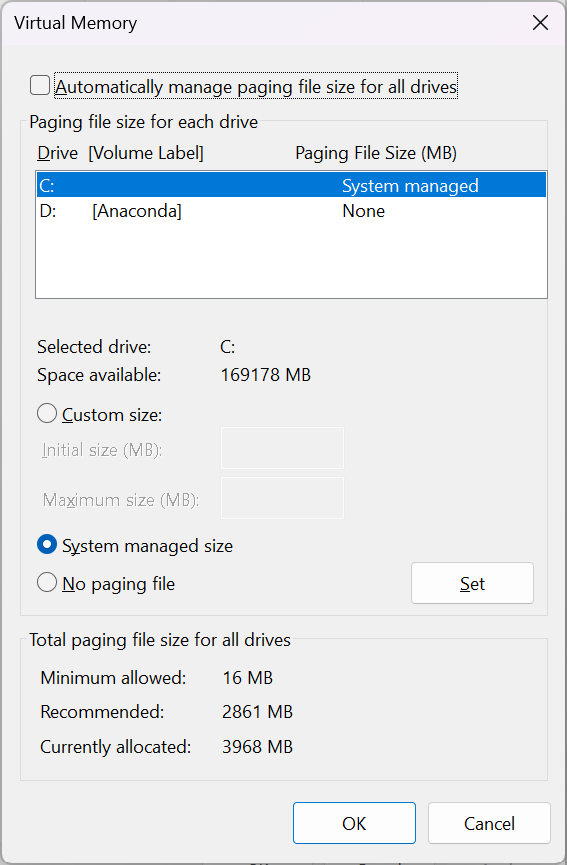 Virtual Memory
Automatically manage paging file size for all drives
Paging file size for each drive
Drive [Volume Label] Paging File Size (MB)
C: System managed
D: [Anaconda] None
Selected drive: C:
Space available: 169178 MB
Custom size:
Initial size (MB):
Maximum size (MB):
System managed size
No paging file Set
Total paging file size for all drives
Minimum allowed: 16 MB
Recommended: 2861 MB
Currently allocated: 3968 MB
OK Cancel